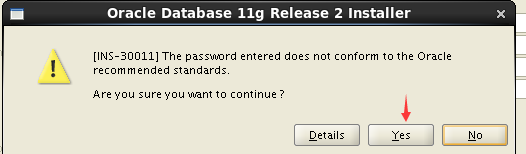 Oracle Database 11g Release 2 Installer
[INS-30011] The password entered does not conform to the Oracle
recommended standards.
Are you sure you want to continue?
Details
Yes
No